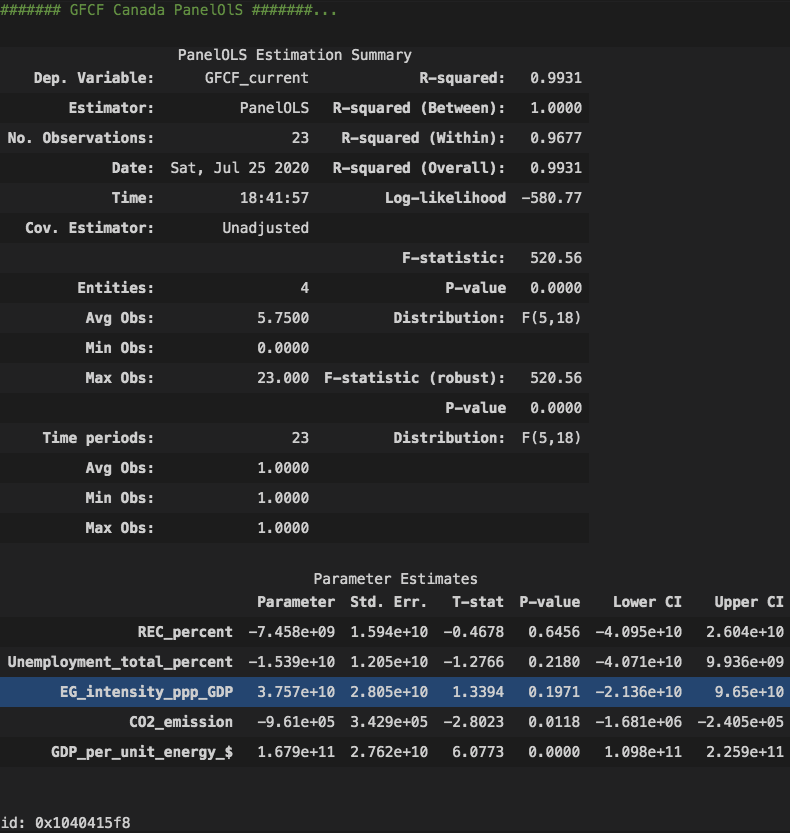 ####### GFCF Canada PanelOlS #######...
PanelOLS Estimation Summary
Dep. Variable: GFCF_current R-squared: 0.9931
Estimator: PanelOLS R-squared (Between): 1.0000
No. Observations: 23 R-squared (Within): 0.9677
Date: Sat, Jul 25 2020 R-squared (Overall): 0.9931
Time: 18:41:57 Log-likelihood -580.77
Cov. Estimator: Unadjusted
F-statistic: 520.56
Entities: 4 P-value 0.0000
Avg Obs: 5.7500 Distribution: F(5,18)
Min Obs: 0.0000
Max Obs: 23.000 F-statistic (robust): 520.56
P-value 0.0000
Time periods: 23 Distribution: F(5,18)
Avg Obs: 1.0000
Min Obs: 1.0000
Max Obs: 1.0000
Parameter Estimates
Parameter Std. Err. T-stat P-value Lower CI Upper CI
REC_percent -7.458e+09 1.594e+10 -0.4678 0.6456 -4.095e+10 2.604e+10
Unemployment_total_percent -1.539e+10 1.205e+10 -1.2766 0.2180 -4.071e+10 9.936e+09
EG_intensity_ppp_GDP 3.757e+10 2.805e+10 1.3394 0.1971 -2.136e+10 9.65e+10
CO2_emission -9.61e+05 3.429e+05 -2.8023 0.0118 -1.681e+06 -2.405e+05
GDP_per_unit_energy_$ 1.679e+11 2.762e+10 6.0773 0.0000 1.098e+11 2.259e+11
id: 0x1040415f8